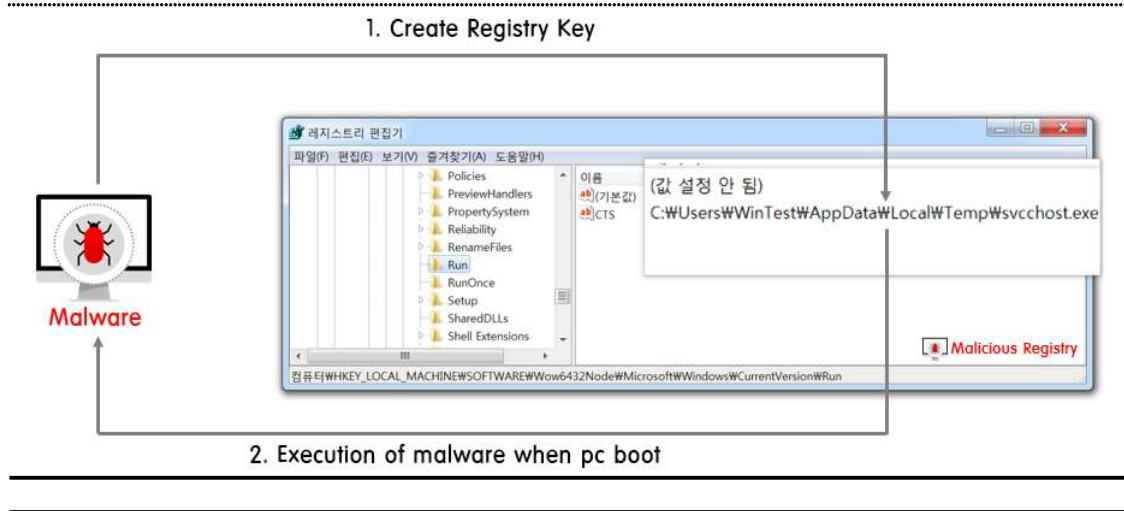 1. Create Registry Key
레지스트리 편집기
파일(F) 편집(E) 보기(V) 즐겨찾기(A) 도움말(H)
Policies
PreviewHandlers
PropertySystem
Reliability
RenameFiles
Run
RunOnce
Setup
SharedDLLs
Shell Extensions
이름
(기본값)
CTS
(값 설정 안 됨)
C:₩Users₩WinTest₩AppData₩Local₩Temp₩svcchost.exe
Malware
Malicious Registry
컴퓨터₩HKEY_LOCAL_MACHINE₩SOFTWARE₩Wow6432Node₩Microsoft₩Windows₩CurrentVersion₩Run
2. Execution of malware when pc boot